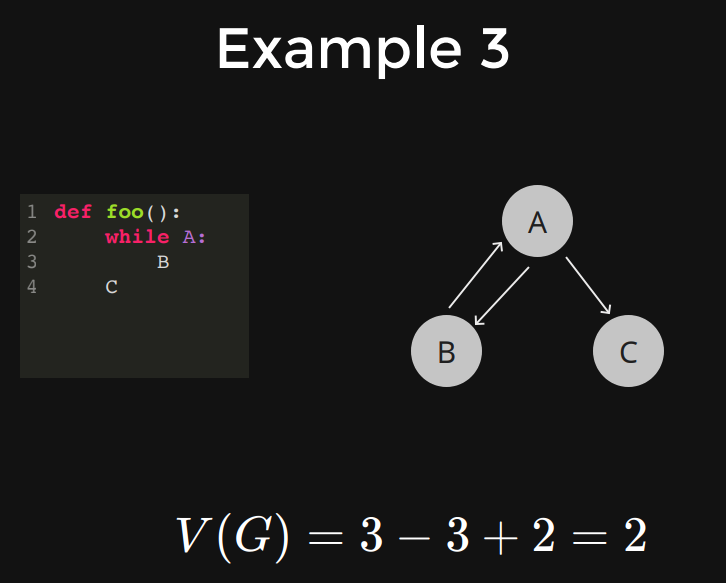 Example 3
1 def foo():
2 while A:
3 B
4 C
A
B
C
V(G) = 3 − 3 + 2 = 2